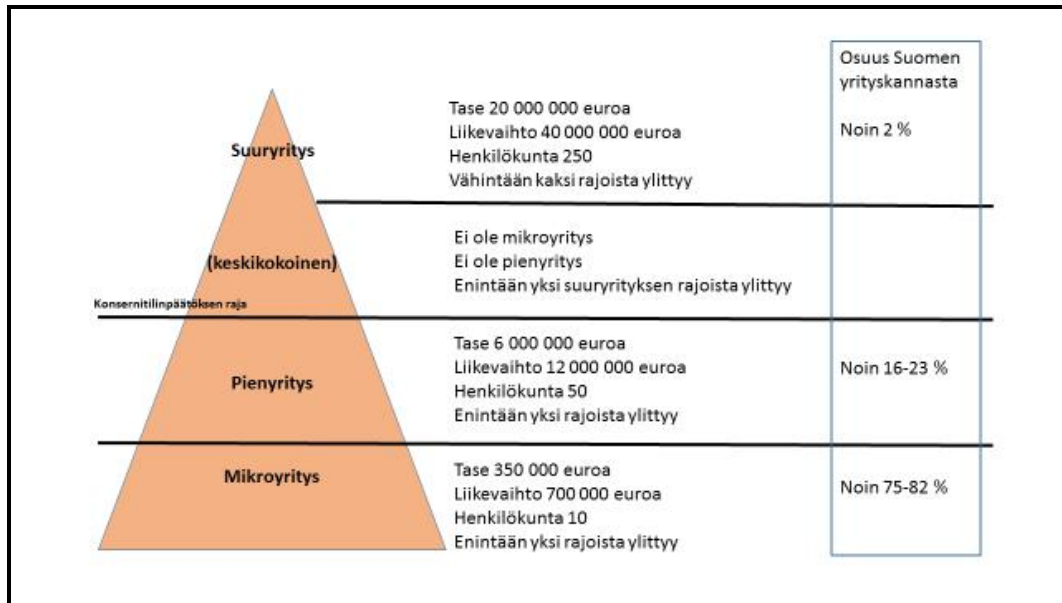 Osuus Suomen
yrityskannasta
Suuryritys
Tase 20 000 000 euroa
Liikevaihto 40 000 000 euroa
Henkilökunta 250
Vähintään kaksi rajoista ylittyy
Noin 2 %
(keskikokoinen)
Ei ole mikroyritys
Ei ole pienyritys
Enintään yksi suuryrityksen rajoista ylittyy
Konsernitilinpäätöksen raja
Pienyritys
Tase 6 000 000 euroa
Liikevaihto 12 000 000 euroa
Henkilökunta 50
Enintään yksi rajoista ylittyy
Noin 16-23 %
Mikroyritys
Tase 350 000 euroa
Liikevaihto 700 000 euroa
Henkilökunta 10
Enintään yksi rajoista ylittyy
Noin 75-82 %